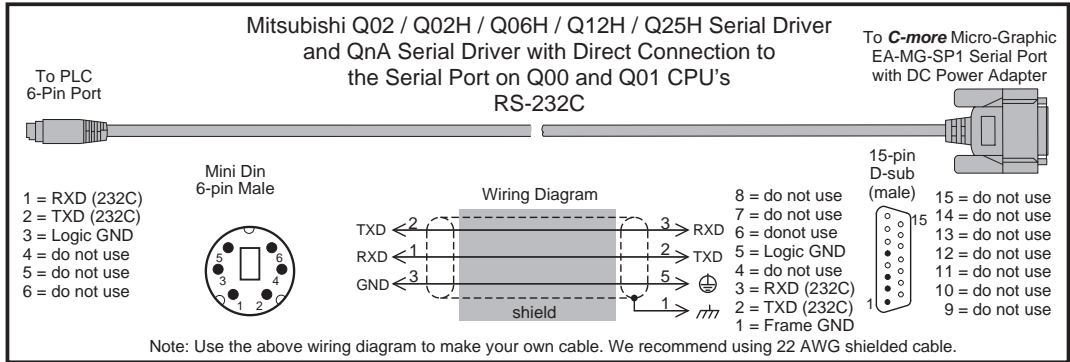 Mitsubishi Q02 / Q02H / Q06H / Q12H / Q25H Serial Driver
and QnA Serial Driver with Direct Connection to
the Serial Port on Q00 and Q01 CPU's
RS-232C
To PLC
6-Pin Port
To C-more Micro-Graphic
EA-MG-SP1 Serial Port
with DC Power Adapter
1 = RXD (232C)
2 = TXD (232C)
3 = Logic GND
4 = do not use
5 = do not use
6 = do not use
Mini Din
6-pin Male
5
6
3
4
1
2
Wiring Diagram
TXD 2 3 RXD
RXD 1 2 TXD
GND 3 5
1
shield
8 = do not use
7 = do not use
6 = donot use
5 = Logic GND
4 = do not use
3 = RXD (232C)
2 = TXD (232C)
1 = Frame GND
15-pin
D-sub
(male)
15
1
15 = do not use
14 = do not use
13 = do not use
12 = do not use
11 = do not use
10 = do not use
9 = do not use
Note: Use the above wiring diagram to make your own cable. We recommend using 22 AWG shielded cable.